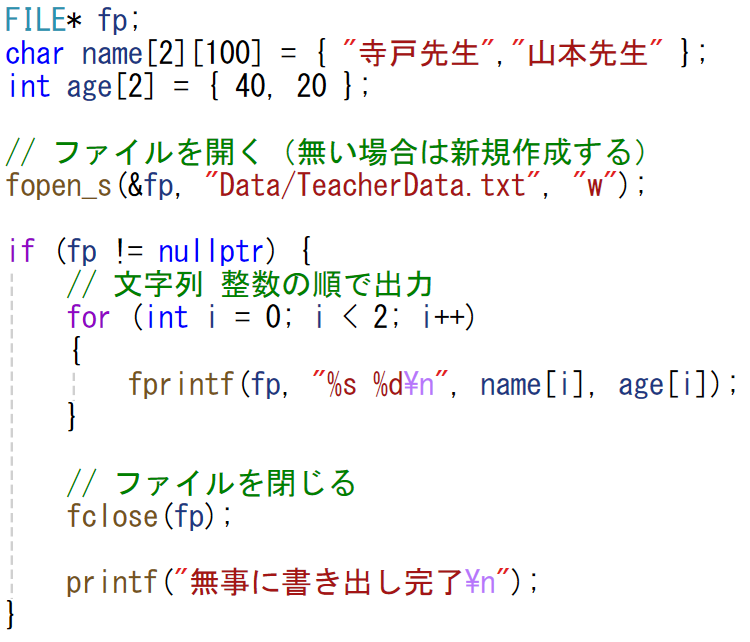 FILE* fp;
char name[2][100] = { "寺戸先生","山本先生" };
int age[2] = { 40, 20 };

// ファイルを開く（無い場合は新規作成する）
fopen_s(&fp, "Data/TeacherData.txt", "w");

if (fp != nullptr) {
    // 文字列 整数の順で出力
    for (int i = 0; i < 2; i++)
    {
        fprintf(fp, "%s %d¥n", name[i], age[i]);
    }

    // ファイルを閉じる
    fclose(fp);

    printf("無事に書き出し完了¥n");
}